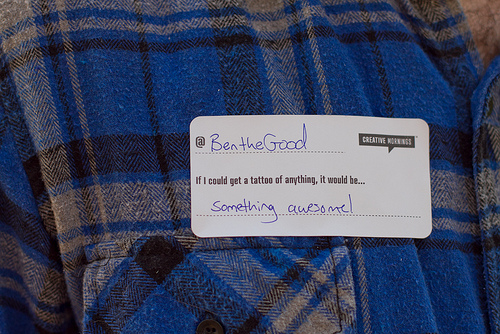 @ BentheGood
CREATIVE MORNINGS
If I could get a tattoo of anything, it would be...
Something awesome!